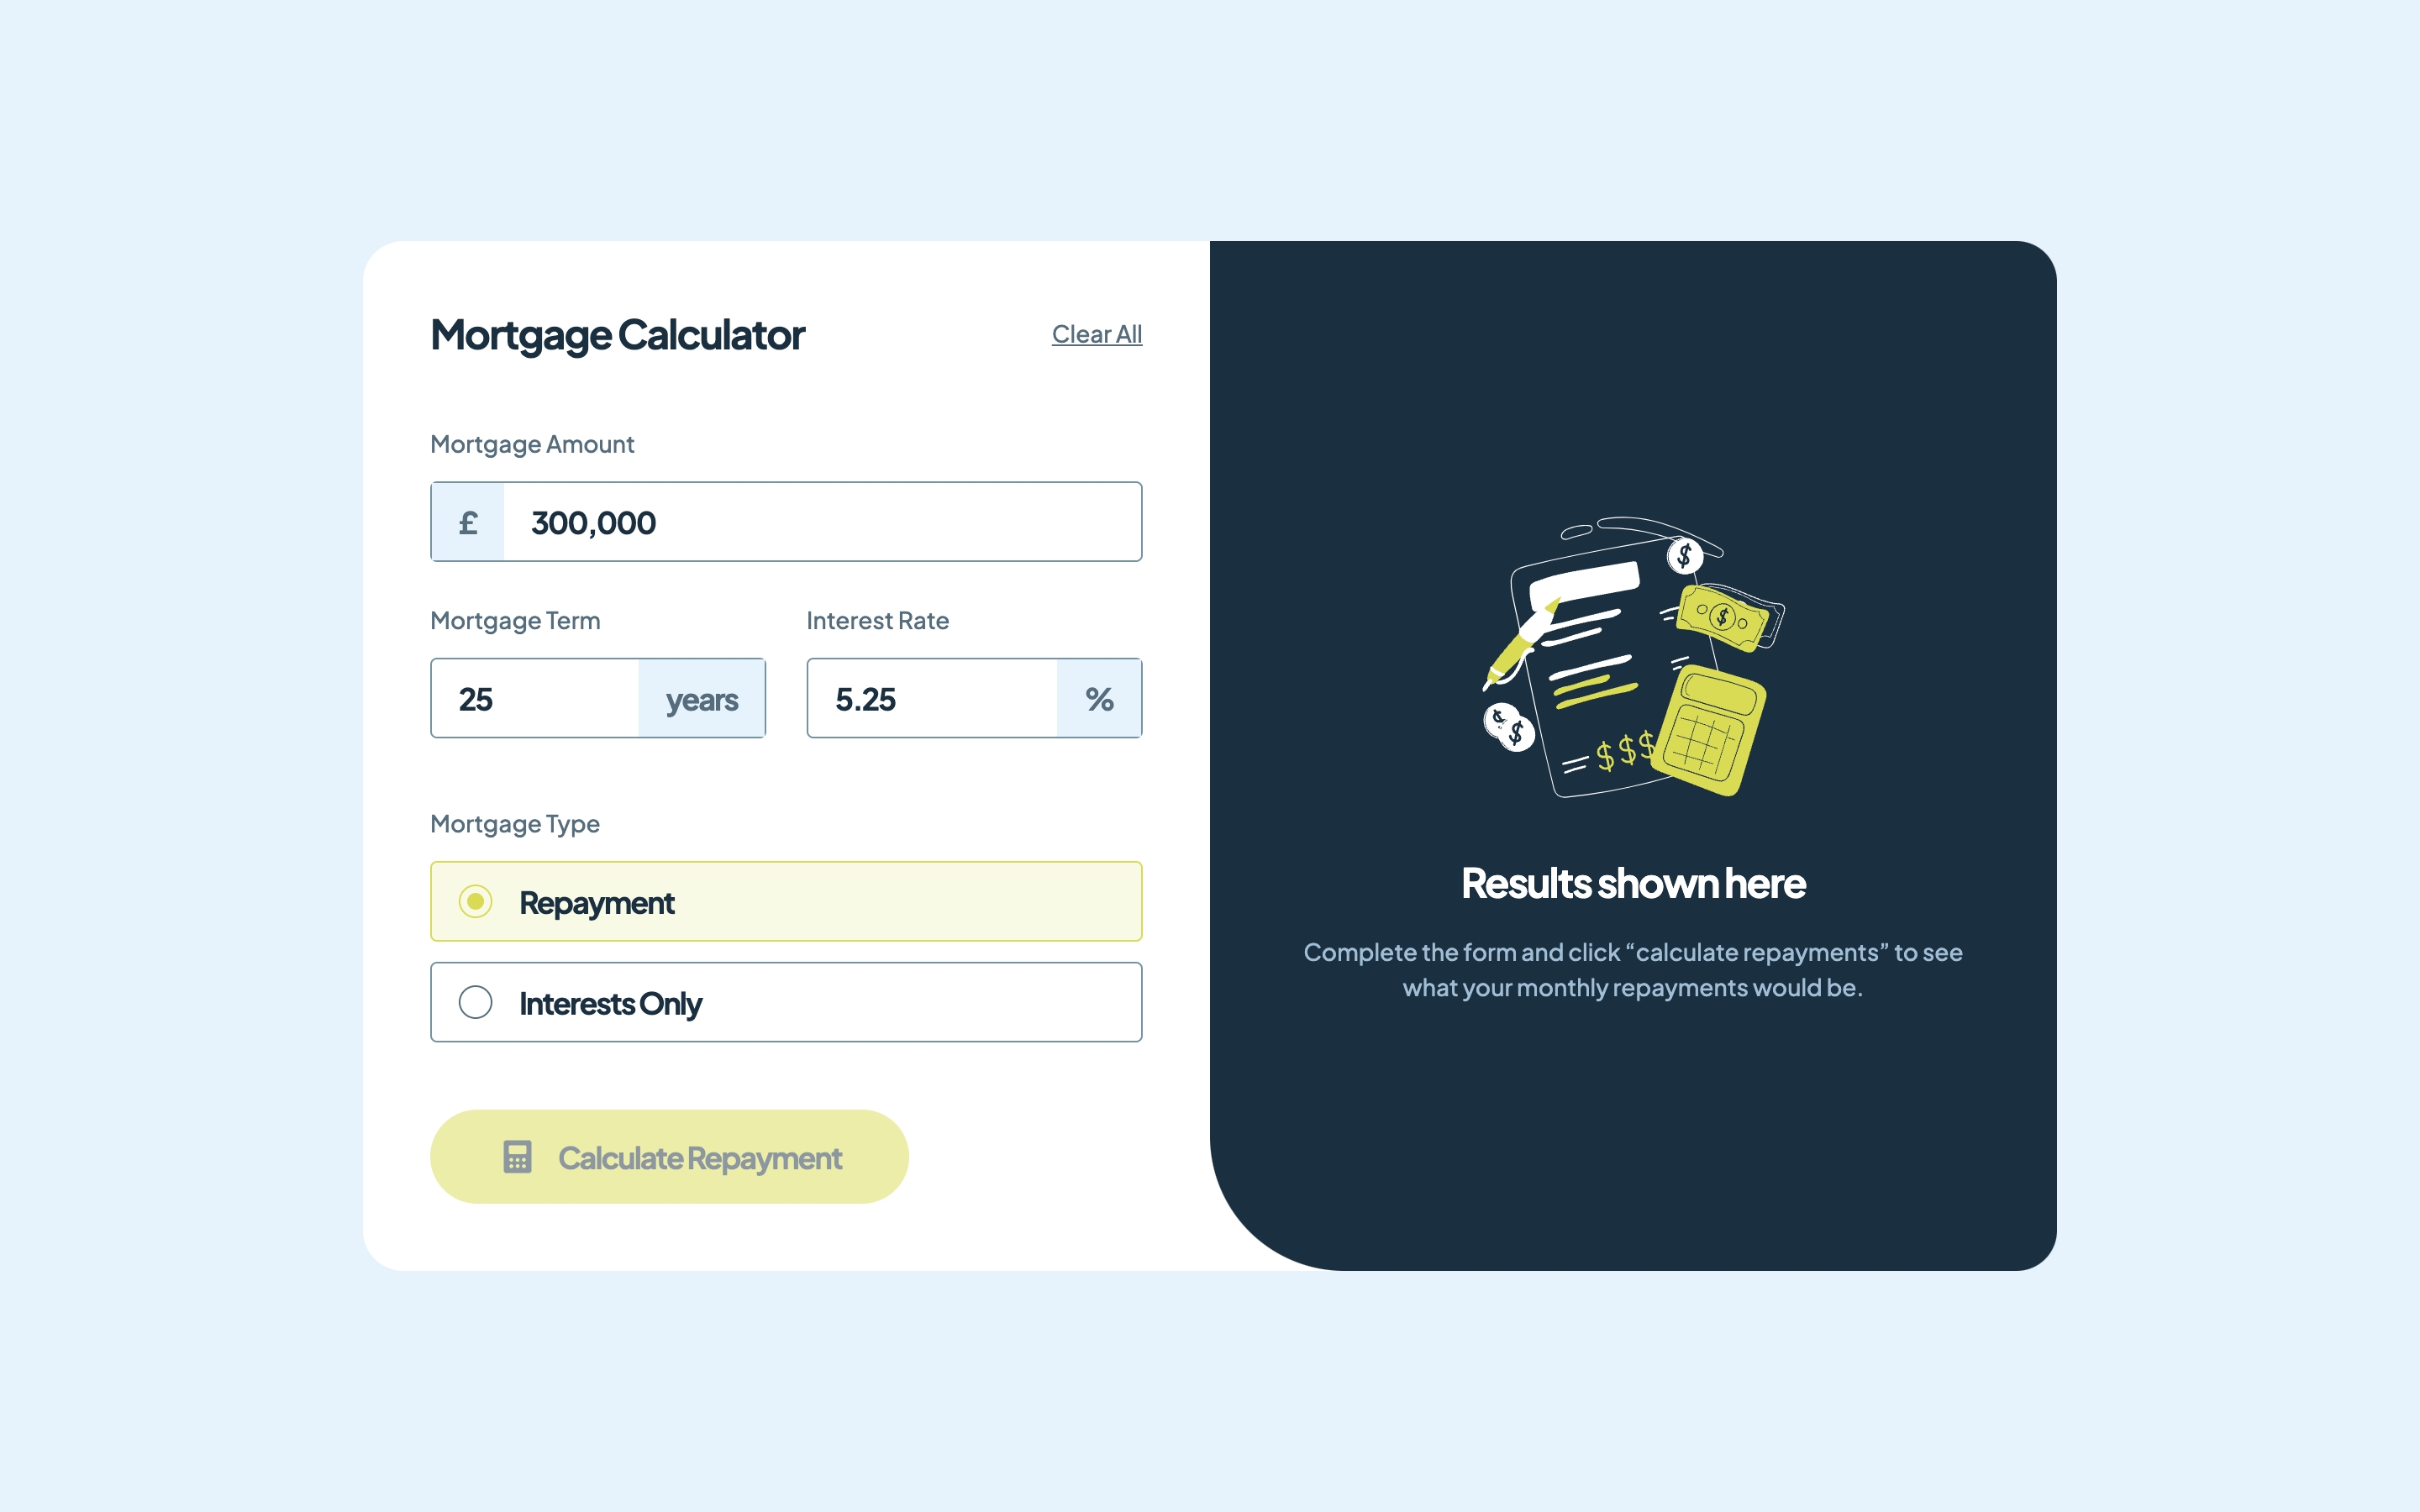 Mortgage Calculator
Clear All
Mortgage Amount
£ 300,000
Mortgage Term
25 years
Interest Rate
5.25 %
Mortgage Type
Repayment
Interests Only
Calculate Repayment
$
$
$ $
$$$
Results shown here
Complete the form and click “calculate repayments” to see
what your monthly repayments would be.